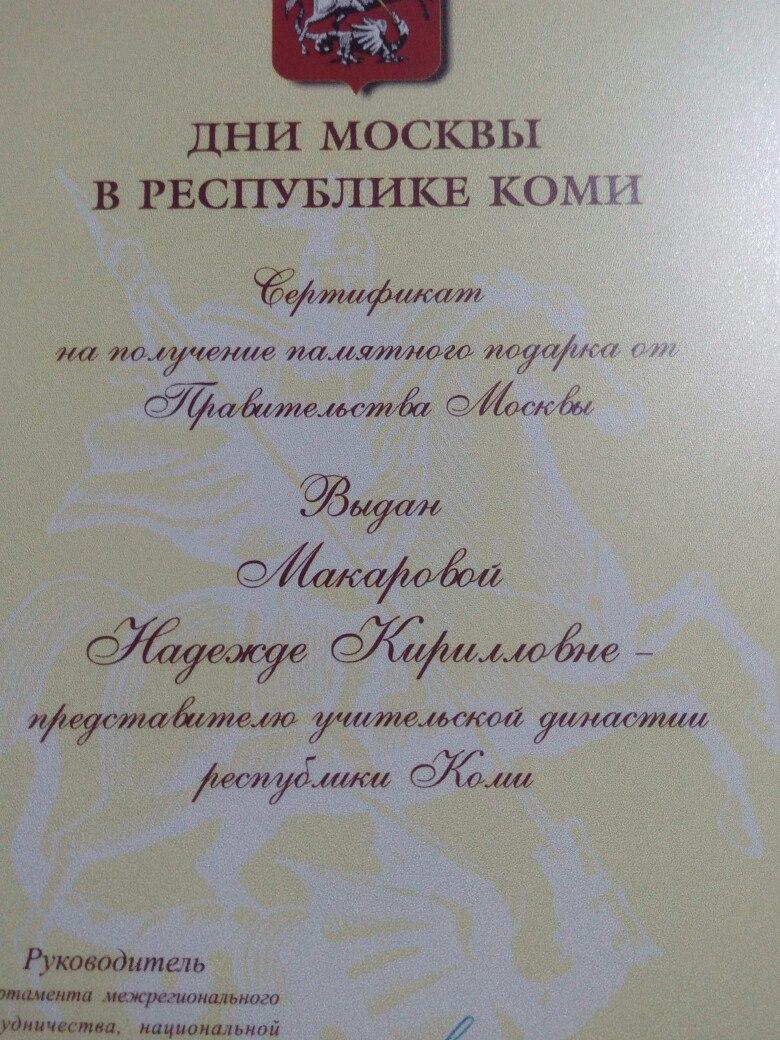 ДНИ МОСКВЫ
В РЕСПУБЛИКЕ КОМИ
Сертификат
на получение памятного подарка от
Правительства Москвы
Выдан
Макаровой
Надежде Кирилловне –
представителю учительской династии
республики Коми
Руководитель
межрегионального
национальной